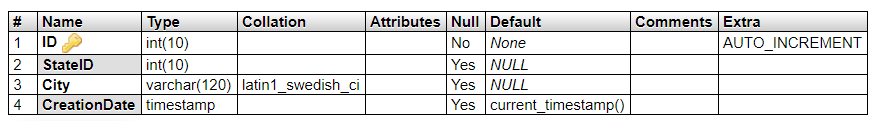 # Name Type Collation Attributes Null Default Comments Extra
1 ID int(10) No None AUTO_INCREMENT
2 StateID int(10) Yes NULL
3 City varchar(120) latin1_swedish_ci Yes NULL
4 CreationDate timestamp Yes current_timestamp()